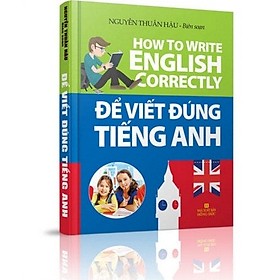 NGUYỄN THUẦN HẬU - Biên soạn
HOW TO WRITE
ENGLISH
CORRECTLY
ĐỂ VIẾT ĐÚNG
TIẾNG ANH
NGUYỄN THUẦN HẬU
ĐỂ VIẾT ĐÚNG TIẾNG ANH